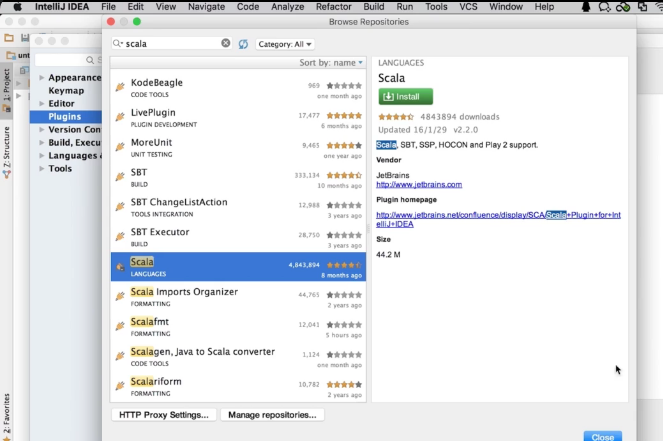 IntelliJ IDEA File Edit View Navigate Code Analyze Refactor Build Run Tools VCS Window Help
Browse Repositories
scala
Category: All
Sort by: name
unt
Appearance
Keymap
Editor
Plugins
Version Con
Build, Execu
Languages &
Tools
1: Project
Z: Structure
2: Favorites
KodeBeagle
969
CODE TOOLS
one month ago
LivePlugin
17,477
PLUGIN DEVELOPMENT
6 months ago
MoreUnit
9,465
UNIT TESTING
one year ago
SBT
333,134
BUILD
10 months ago
SBT ChangeListAction
12,988
TOOLS INTEGRATION
3 years ago
SBT Executor
28,750
BUILD
3 years ago
Scala
4,843,894
LANGUAGES
8 months ago
Scala Imports Organizer
44,765
FORMATTING
2 years ago
Scalafmt
12,041
FORMATTING
5 hours ago
Scalagen, Java to Scala converter
1,124
CODE TOOLS
one month ago
Scalariform
10,782
FORMATTING
2 years ago
HTTP Proxy Settings...
Manage repositories...
LANGUAGES
Scala
Install
4843894 downloads
Updated 16/1/29 v2.2.0
Scala, SBT, SSP, HOCON and Play 2 support.
Vendor
JetBrains
http://www.jetbrains.com
Plugin homepage
http://www.jetbrains.net/confluence/display/SCA/Scala+Plugin+for+Int
elliJ+IDEA
Size
44.2 M
Close